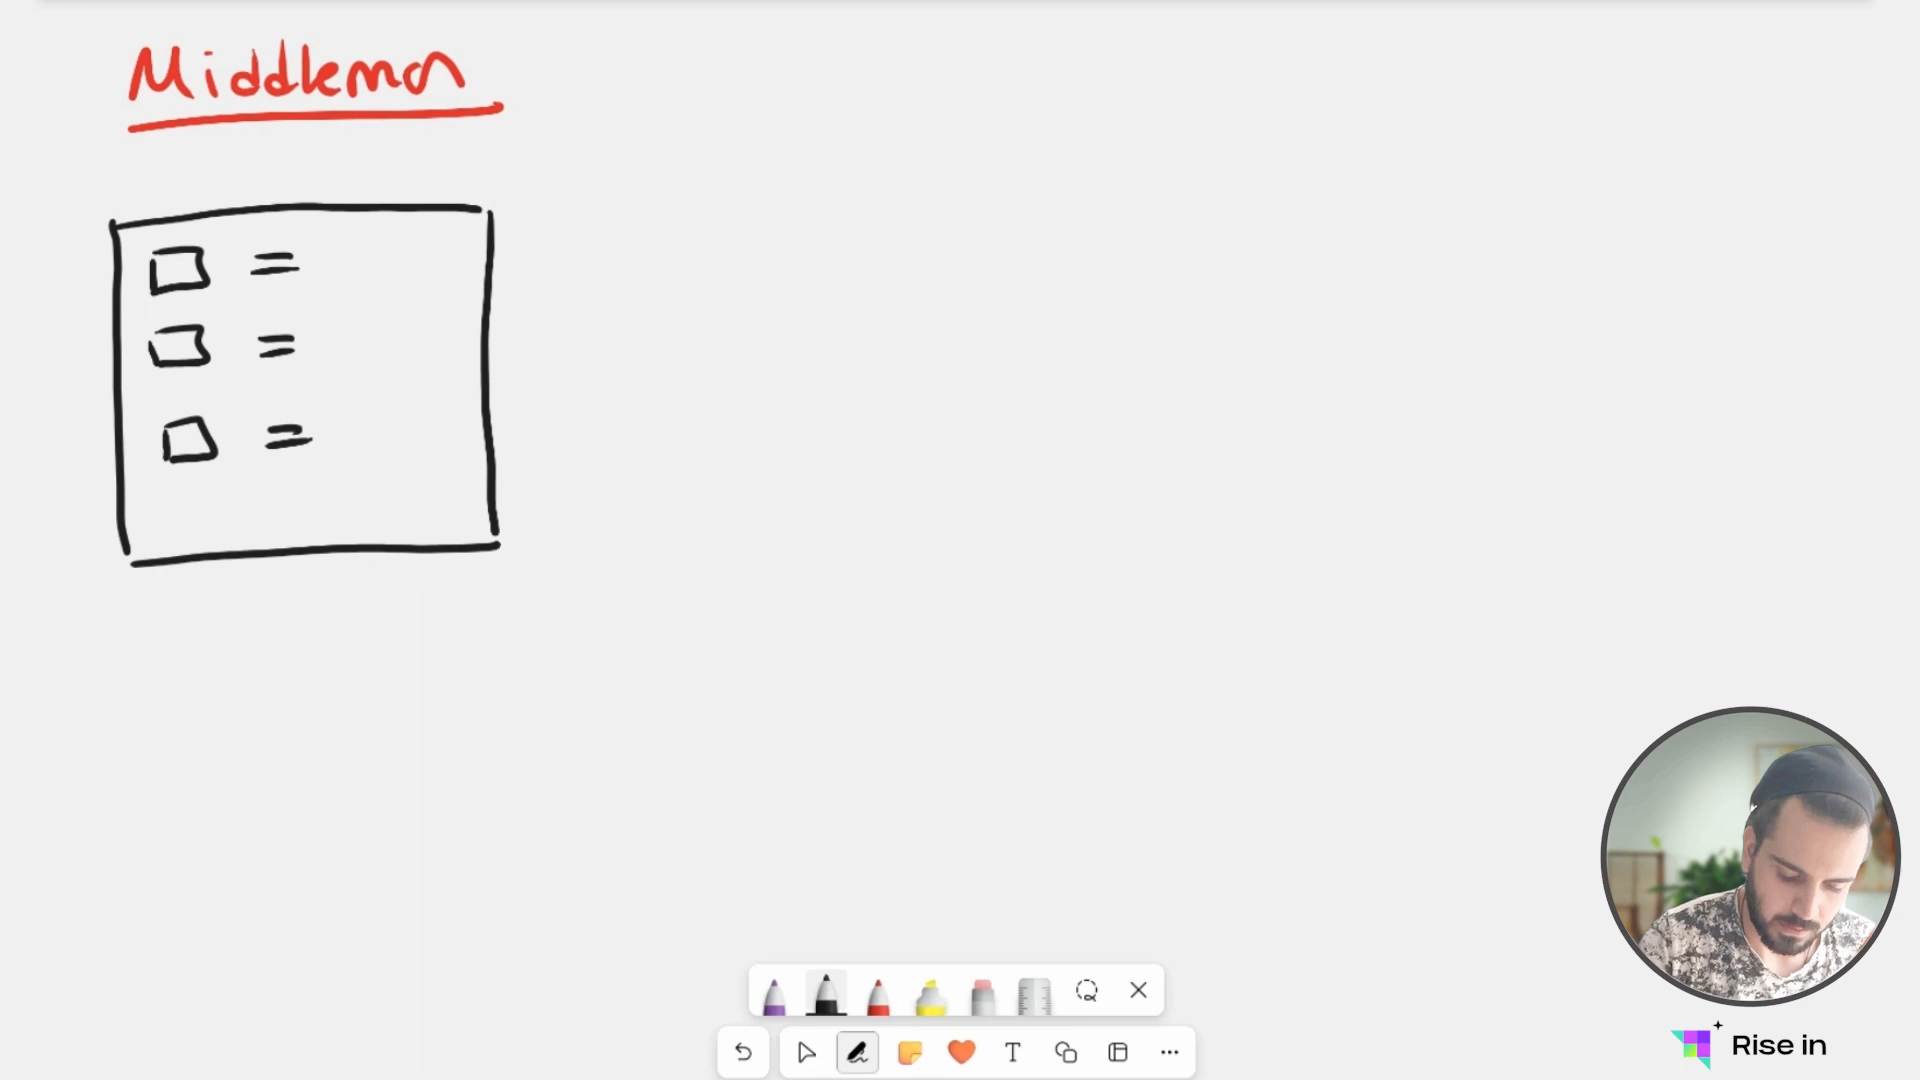 Middleman
=
=
=
T
Rise in